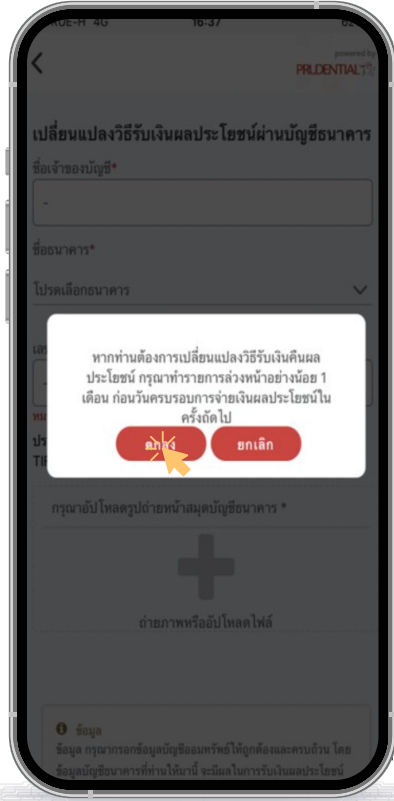 16:37
powered by
PRUDENTIAL
เปลี่ยนแปลงวิธีรับเงินผลประโยชน์ผ่านบัญชีธนาคาร
ชื่อเจ้าของบัญชี*
-
ชื่อธนาคาร*
โปรดเลือกธนาคาร
หากท่านต้องการเปลี่ยนแปลงวิธีรับเงินคืนผล
ประโยชน์ กรุณาทำรายการล่วงหน้าอย่างน้อย 1
เดือน ก่อนวันครบรอบการจ่ายเงินผลประโยชน์ใน
ครั้งถัดไป
ตกลง ยกเลิก
กรุณาอัปโหลดรูปถ่ายหน้าสมุดบัญชีธนาคาร *
ถ่ายภาพหรืออัปโหลดไฟล์
ข้อมูล
ข้อมูล กรุณากรอกข้อมูลบัญชีออมทรัพย์ให้ถูกต้องและครบถ้วน โดย
ข้อมูลบัญชีธนาคารที่ท่านให้มานี้ จะมีผลในการรับเงินผลประโยชน์